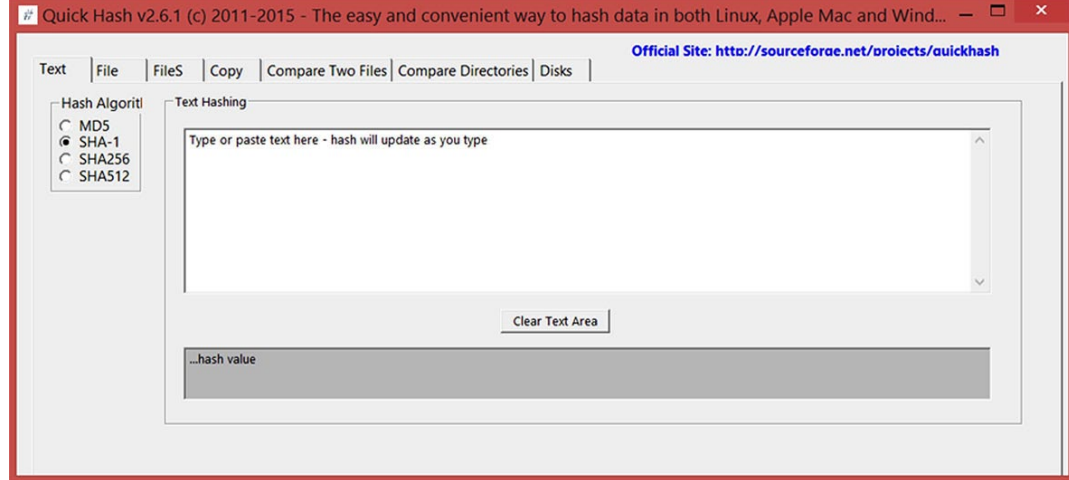 # Quick Hash v2.6.1 (c) 2011-2015 - The easy and convenient way to hash data in both Linux, Apple Mac and Wind...
Official Site: http://sourceforge.net/projects/quickhash
Text File FileS Copy Compare Two Files Compare Directories Disks
Hash Algorit
MD5
SHA-1
SHA256
SHA512
Text Hashing
Type or paste text here - hash will update as you type
Clear Text Area
...hash value